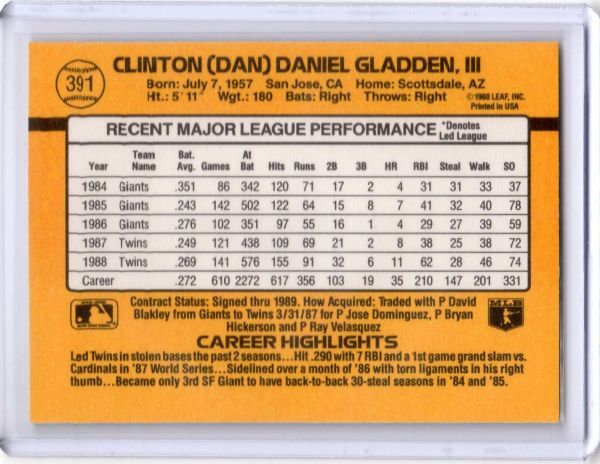 391
CLINTON (DAN) DANIEL GLADDEN, III
Born: July 7, 1957 San Jose, CA Home: Scottsdale, AZ
Ht.: 5'11" Wgt.: 180 Bats: Right Throws: Right
©1988 LEAF, INC.
Printed in USA
RECENT MAJOR LEAGUE PERFORMANCE *Denotes Led League
Year Team Name Bat. Avg. Games At Bat Hits Runs 2B 3B HR RBI Steal Walk SO
1984 Giants .351 86 342 120 71 17 2 4 31 31 33 37
1985 Giants .243 142 502 122 64 15 8 7 41 32 40 78
1986 Giants .276 102 351 97 55 16 1 4 29 27 39 59
1987 Twins .249 121 438 109 69 21 2 8 38 25 38 72
1988 Twins .269 141 576 155 91 32 6 11 62 28 46 74
Career .272 610 2272 617 356 103 19 35 210 147 201 331
Contract Status: Signed thru 1989. How Acquired: Traded with P David
Blakley from Giants to Twins 3/31/87 for P Jose Dominguez, P Bryan
Hickerson and P Ray Velasquez
MLB
CAREER HIGHLIGHTS
Led Twins in stolen bases the past 2 seasons...Hit .290 with 7 RBI and a 1st game grand slam vs.
Cardinals in '87 World Series...Sidelined over a month of '86 with torn ligaments in his right
thumb...Became only 3rd SF Giant to have back-to-back 30-steal seasons in '84 and '85.